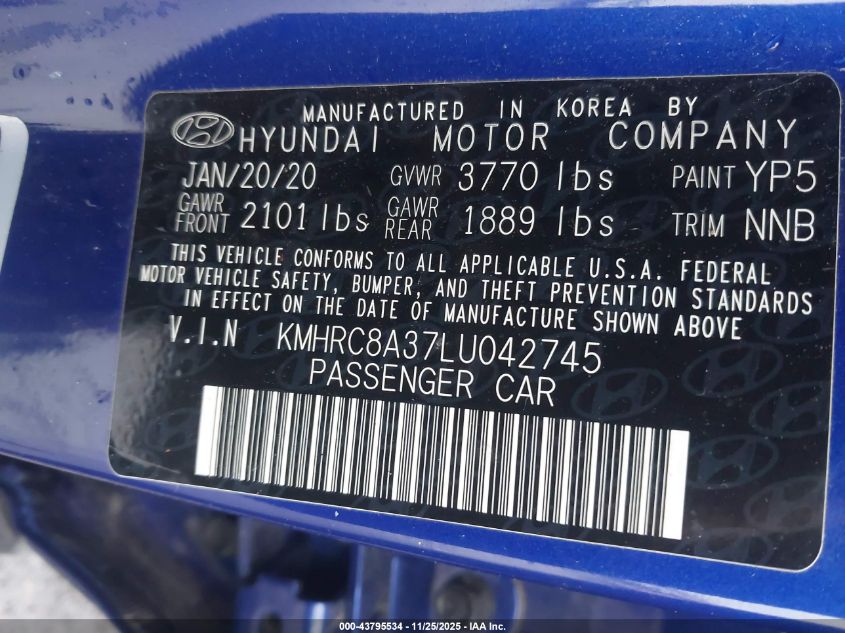 MANUFACTURED IN KOREA BY
HYUNDAI MOTOR COMPANY
JAN/20/20 GVWR 3770 lbs PAINT YP5
GAWR FRONT 2101 lbs GAWR REAR 1889 lbs TRIM NNB
THIS VEHICLE CONFORMS TO ALL APPLICABLE U.S.A. FEDERAL
MOTOR VEHICLE SAFETY, BUMPER, AND THEFT PREVENTION STANDARDS
IN EFFECT ON THE DATE OF MANUFACTURE SHOWN ABOVE
V.I.N KMHRC8A37LU042745
PASSENGER CAR
000-43795534 - 11/25/2025 - IAA Inc.